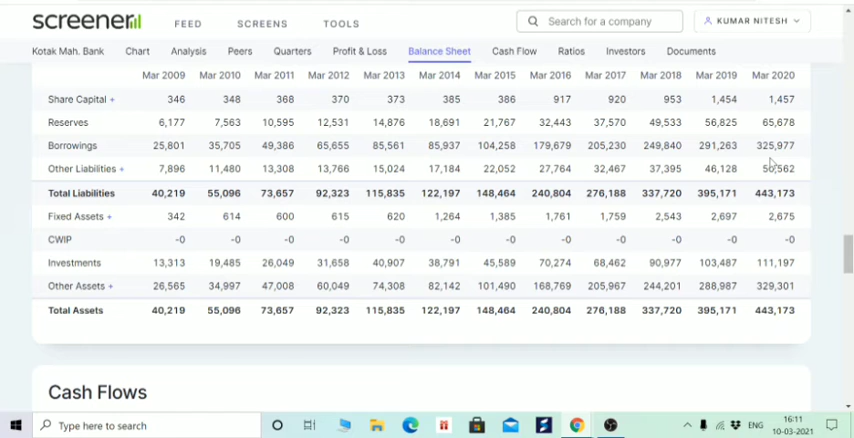 screener
FEED SCREENS TOOLS
Search for a company
KUMAR NITESH
Kotak Mah. Bank Chart Analysis Peers Quarters Profit & Loss Balance Sheet Cash Flow Ratios Investors Documents
Mar 2009 Mar 2010 Mar 2011 Mar 2012 Mar 2013 Mar 2014 Mar 2015 Mar 2016 Mar 2017 Mar 2018 Mar 2019 Mar 2020
Share Capital + 346 348 368 370 373 385 386 917 920 953 1,454 1,457
Reserves 6,177 7,563 10,595 12,531 14,876 18,691 21,767 32,443 37,570 49,533 56,825 65,678
Borrowings 25,801 35,705 49,386 65,655 85,561 85,937 104,258 179,679 205,230 249,840 291,263 325,977
Other Liabilities + 7,896 11,480 13,308 13,766 15,024 17,184 22,052 27,764 32,467 37,395 46,128 50,562
Total Liabilities 40,219 55,096 73,657 92,323 115,835 122,197 148,464 240,804 276,188 337,720 395,171 443,173
Fixed Assets + 342 614 600 615 620 1,264 1,385 1,761 1,759 2,543 2,697 2,675
CWIP -0 -0 -0 -0 -0 -0 -0 -0 -0 -0 -0 -0
Investments 13,313 19,485 26,049 31,658 40,907 38,791 45,589 70,274 68,462 90,977 103,487 111,197
Other Assets + 26,565 34,997 47,008 60,049 74,308 82,142 101,490 168,769 205,967 244,201 288,987 329,301
Total Assets 40,219 55,096 73,657 92,323 115,835 122,197 148,464 240,804 276,188 337,720 395,171 443,173
Cash Flows
Type here to search
ENG
16:11
10-03-2021